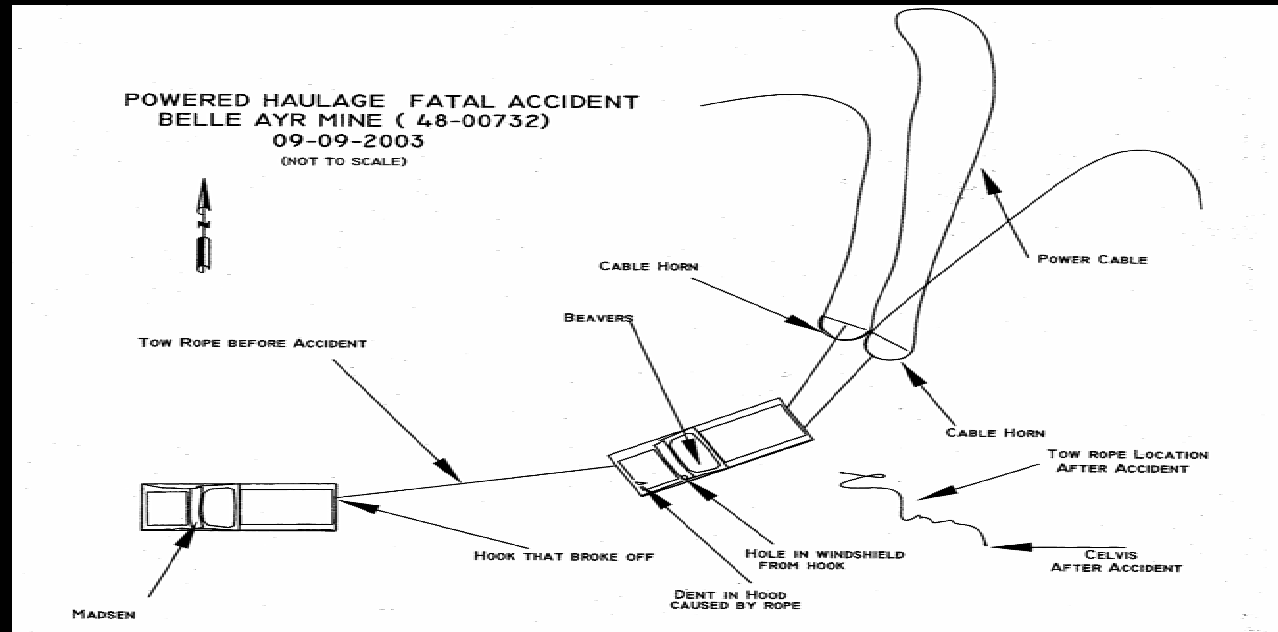 POWERED HAULAGE FATAL ACCIDENT
BELLE AYR MINE ( 48-00732)
09-09-2003
(NOT TO SCALE)
N
CABLE HORN
POWER CABLE
BEAVERS
TOW ROPE BEFORE ACCIDENT
CABLE HORN
TOW ROPE LOCATION
AFTER ACCIDENT
HOOK THAT BROKE OFF
HOLE IN WINDSHIELD
FROM HOOK
CELVIS
AFTER ACCIDENT
DENT IN HOOD
CAUSED BY ROPE
MADSEN